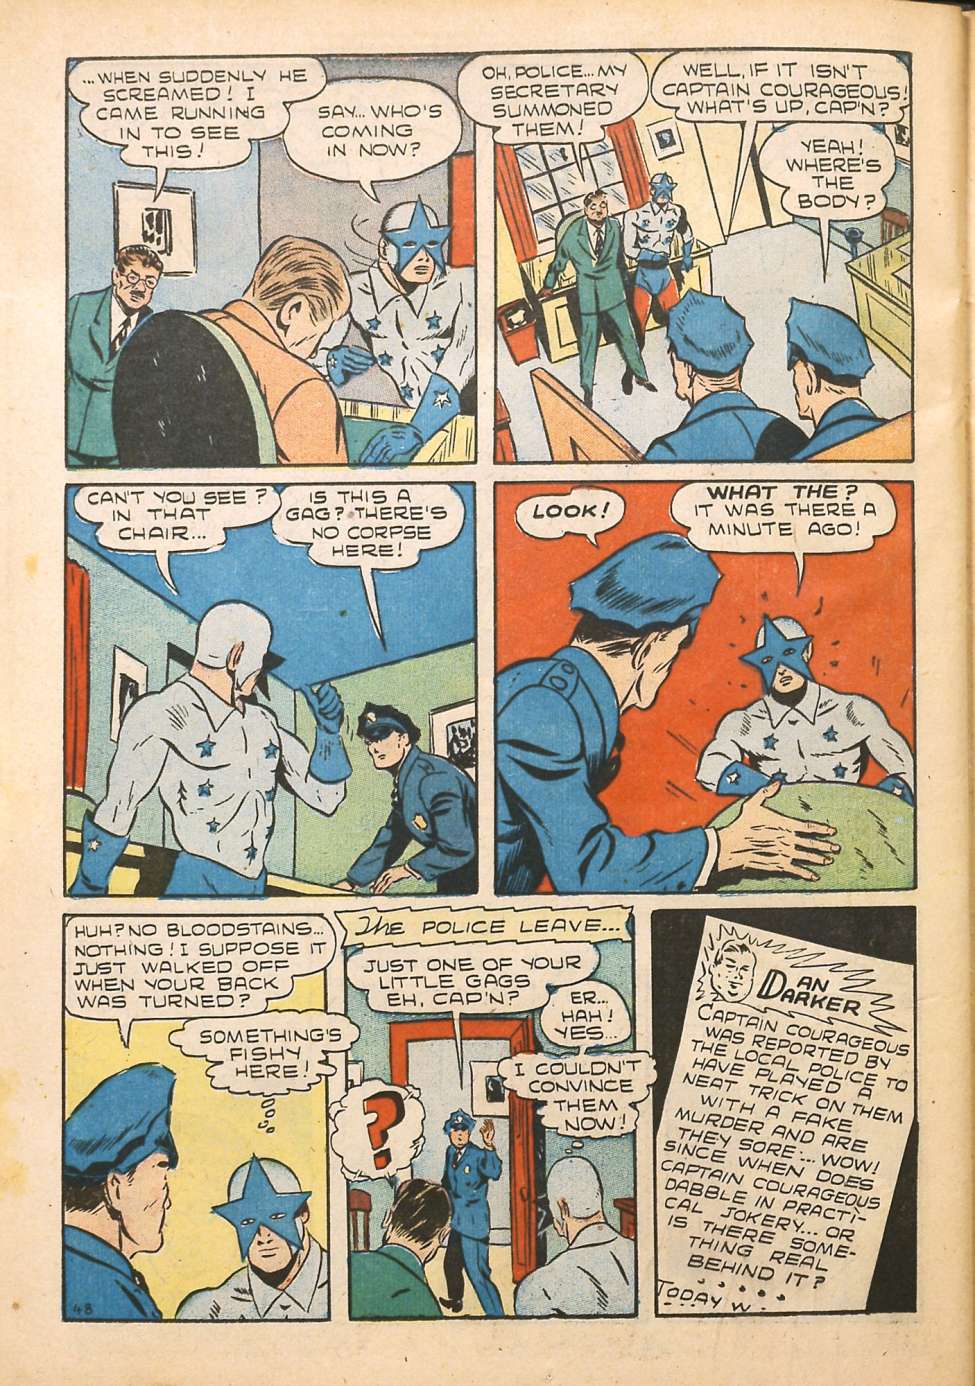 ...WHEN SUDDENLY HE
SCREAMED! I
CAME RUNNING
IN TO SEE
THIS!
SAY... WHO'S
COMING
IN NOW?
OH, POLICE... MY
SECRETARY
SUMMONED
THEM!
WELL, IF IT ISN'T
CAPTAIN COURAGEOUS!
WHAT'S UP, CAP'N?
YEAH!
WHERE'S
THE
BODY?
CAN'T YOU SEE?
IN THAT
CHAIR...
IS THIS A
GAG? THERE'S
NO CORPSE
HERE!
LOOK!
WHAT THE?
IT WAS THERE A
MINUTE AGO!
HUH? NO BLOODSTAINS...
NOTHING! I SUPPOSE IT
JUST WALKED OFF
WHEN YOUR BACK
WAS TURNED?
SOMETHING'S
FISHY
HERE!
48
The POLICE LEAVE...
JUST ONE OF YOUR
LITTLE GAGS
EH, CAP'N?
ER...
HAH!
YES...
?
I COULDN'T
CONVINCE
THEM
NOW!
DAN
DARKER
CAPTAIN COURAGEOUS
WAS REPORTED BY
THE LOCAL POLICE TO
HAVE PLAYED A
NEAT TRICK ON THEM
WITH A FAKE
MURDER AND ARE
THEY SORE... WOW!
SINCE WHEN DOES
CAPTAIN COURAGEOUS
DABBLE IN PRACTI-
CAL JOKERY... OR
IS THERE SOME-
THING REAL
BEHIND IT?
TODAY W